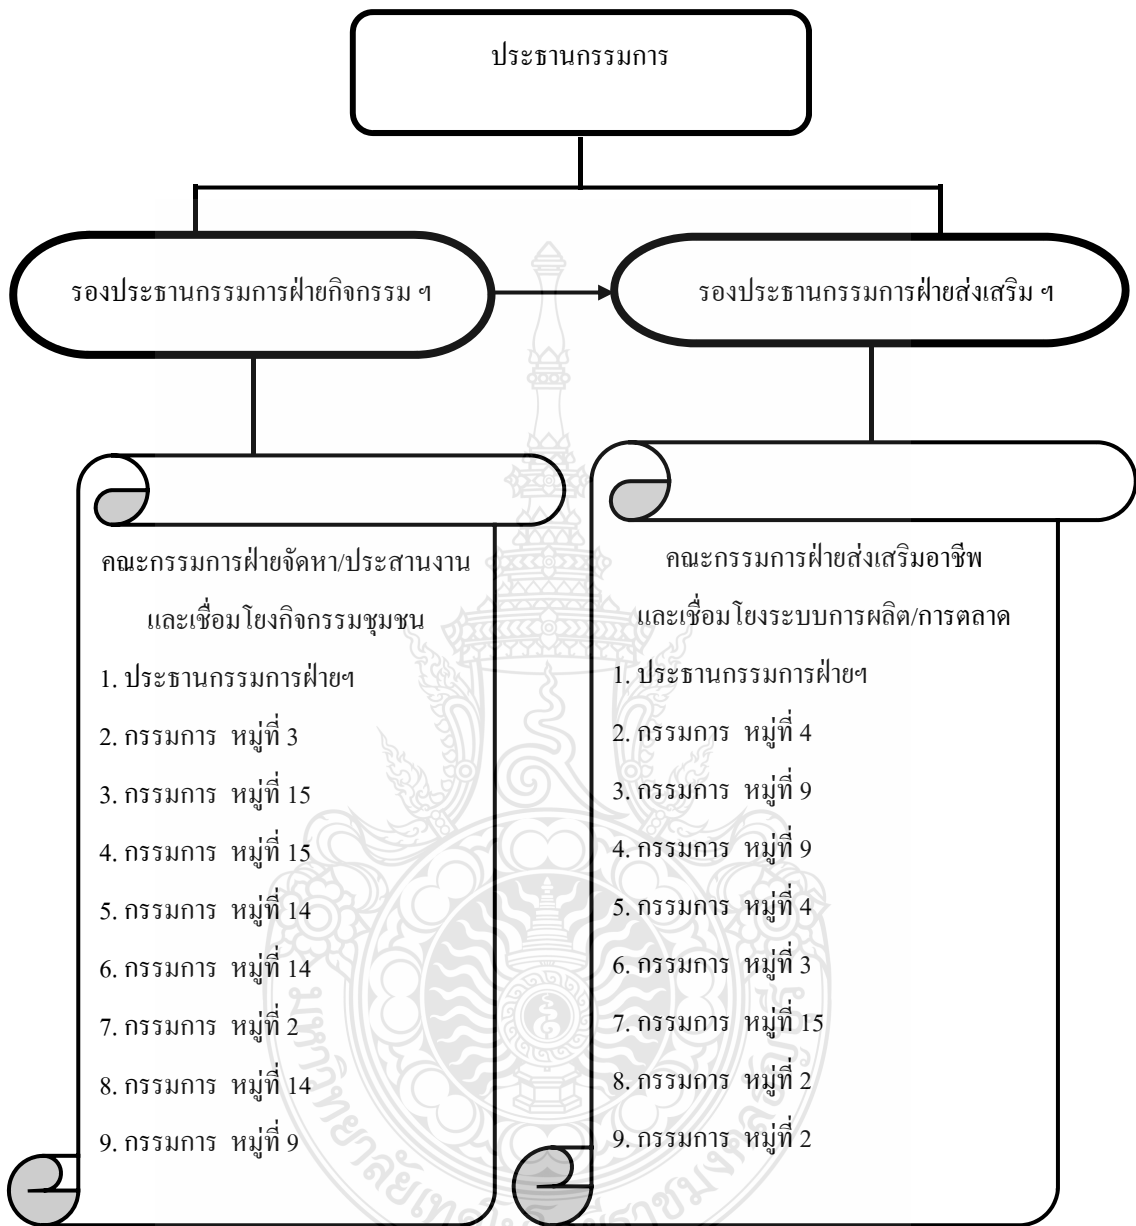 ประธานกรรมการ
รองประธานกรรมการฝ่ายกิจกรรม ฯ
รองประธานกรรมการฝ่ายส่งเสริม ฯ
คณะกรรมการฝ่ายจัดหา/ประสานงาน
และเชื่อมโยงกิจกรรมชุมชน
1. ประธานกรรมการฝ่ายฯ
2. กรรมการ หมู่ที่ 3
3. กรรมการ หมู่ที่ 15
4. กรรมการ หมู่ที่ 15
5. กรรมการ หมู่ที่ 14
6. กรรมการ หมู่ที่ 14
7. กรรมการ หมู่ที่ 2
8. กรรมการ หมู่ที่ 14
9. กรรมการ หมู่ที่ 9
คณะกรรมการฝ่ายส่งเสริมอาชีพ
และเชื่อมโยงระบบการผลิต/การตลาด
1. ประธานกรรมการฝ่ายฯ
2. กรรมการ หมู่ที่ 4
3. กรรมการ หมู่ที่ 9
4. กรรมการ หมู่ที่ 9
5. กรรมการ หมู่ที่ 4
6. กรรมการ หมู่ที่ 3
7. กรรมการ หมู่ที่ 15
8. กรรมการ หมู่ที่ 2
9. กรรมการ หมู่ที่ 2